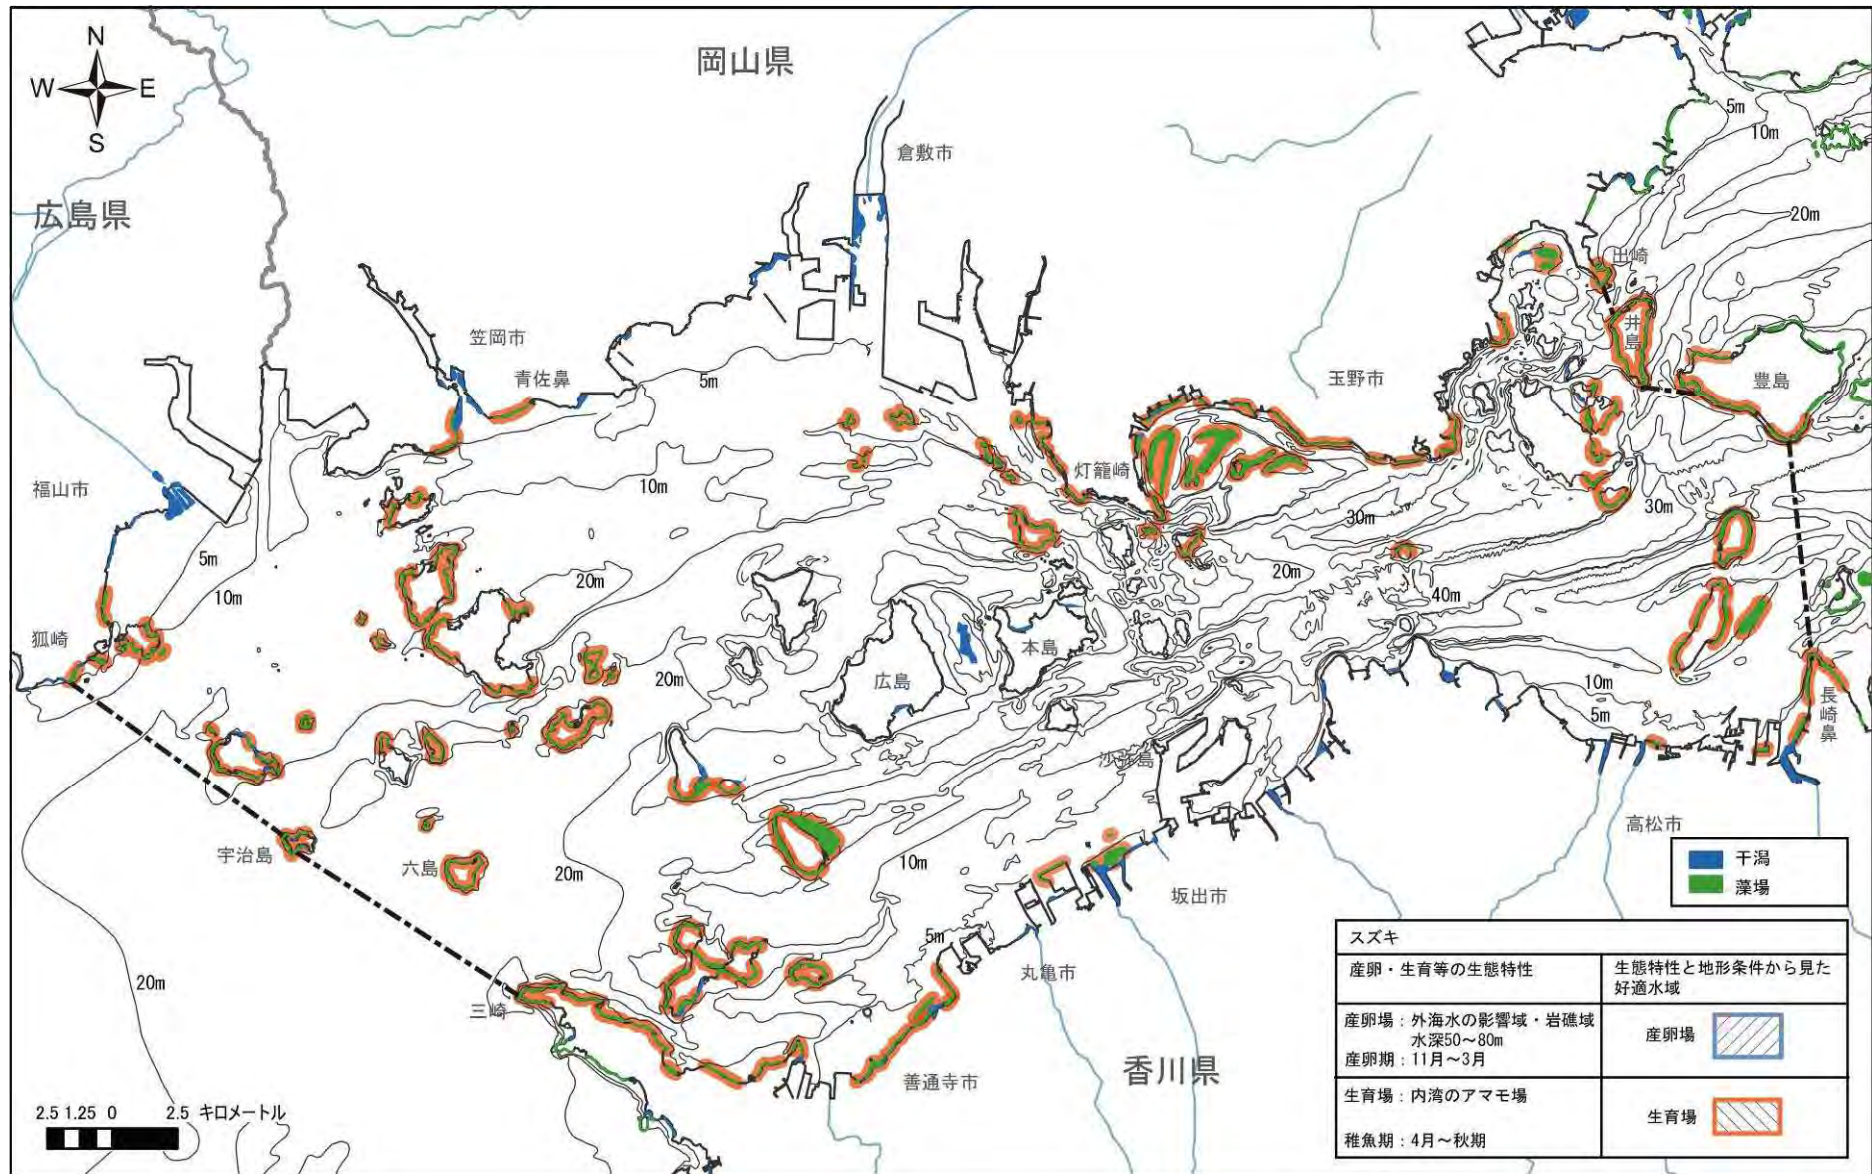 N
W
E
S
岡山県
広島県
倉敷市
笠岡市
青佐鼻
福山市
狐崎
玉野市
出崎
井島
豊島
灯籠崎
本島
広島
沙弥島
長崎鼻
高松市
坂出市
丸亀市
善通寺市
香川県
宇治島
六島
三崎
5m
10m
20m
5m
10m
5m
10m
20m
30m
30m
20m
40m
20m
10m
5m
20m
10m
5m
20m
2.5 1.25 0 2.5 キロメートル
干潟
藻場
スズキ
産卵・生育等の生態特性
生態特性と地形条件から見た
好適水域
産卵場：外海水の影響域・岩礁域
水深50～80m
産卵期：11月～3月
産卵場
生育場：内湾のアマモ場
稚魚期：4月～秋期
生育場